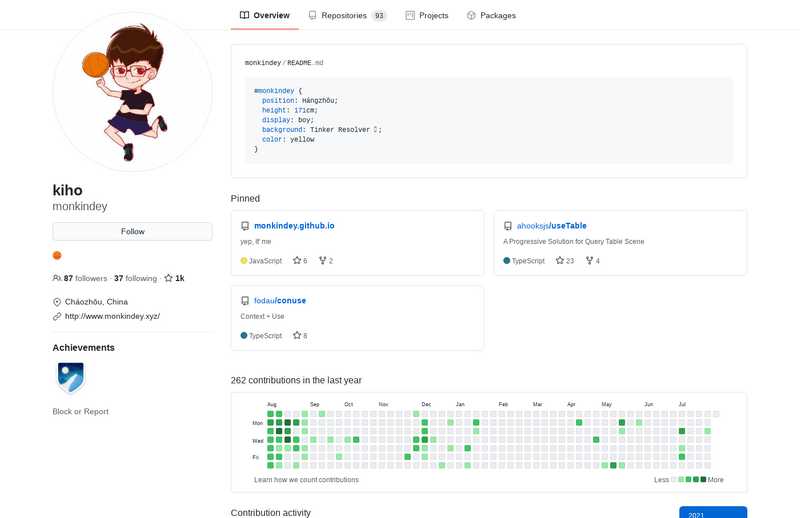 Overview
Repositories 93
Projects
Packages
monkindey / README.md
#monkindey {
position: Hángzhōu;
height: 171cm;
display: boy;
background: Tinker Resolver ;
color: yellow
}
kiho
monkindey
Follow
87 followers · 37 following · 1k
Cháozhōu, China
http://www.monkindey.xyz/
Achievements
Block or Report
Pinned
monkindey.github.io
yep, it' me
JavaScript 6 2
ahooksjs/useTable
A Progressive Solution for Query Table Scene
TypeScript 23 4
fodau/conuse
Context + Use
TypeScript 8
262 contributions in the last year
Aug Sep Oct Nov Dec Jan Feb Mar Apr May Jun Jul
Mon
Wed
Fri
Learn how we count contributions
Less More
Contribution activity
2021